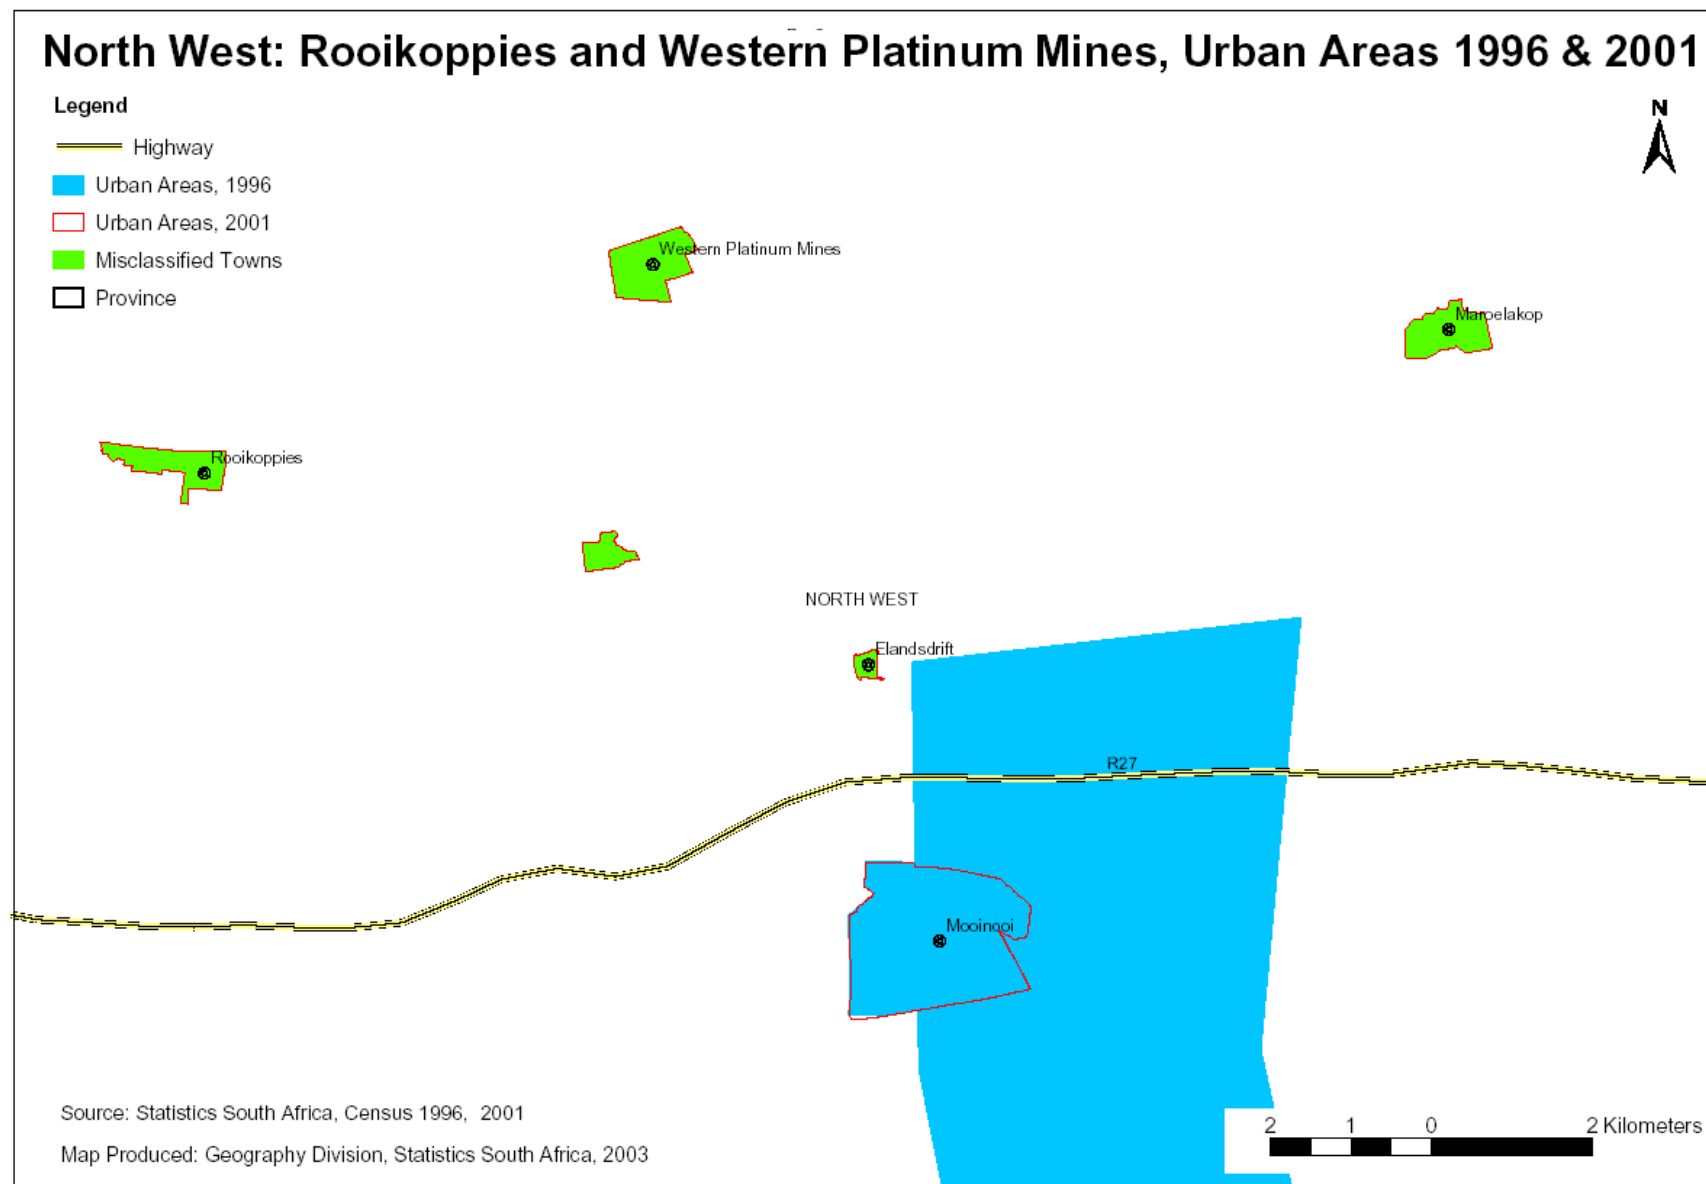 North West: Rooikoppies and Western Platinum Mines, Urban Areas 1996 & 2001
Legend
Highway
Urban Areas, 1996
Urban Areas, 2001
Misclassified Towns
Province
N
Western Platinum Mines
Maroelakop
Rooikoppies
NORTH WEST
Elandsdrift
R27
Mooinooi
Source: Statistics South Africa, Census 1996, 2001
Map Produced: Geography Division, Statistics South Africa, 2003
2 1 0 2 Kilometers